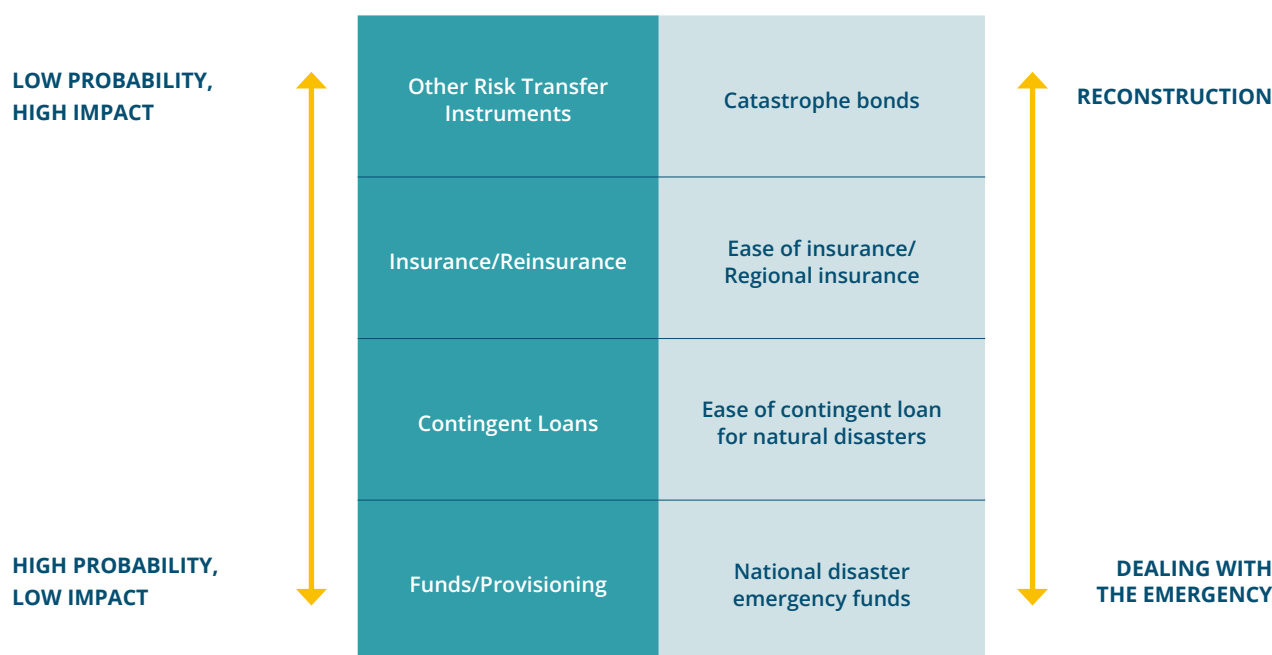 LOW PROBABILITY,
HIGH IMPACT
Other Risk Transfer
Instruments
Catastrophe bonds
RECONSTRUCTION
Insurance/Reinsurance
Ease of insurance/
Regional insurance
Contingent Loans
Ease of contingent loan
for natural disasters
HIGH PROBABILITY,
LOW IMPACT
Funds/Provisioning
National disaster
emergency funds
DEALING WITH
THE EMERGENCY